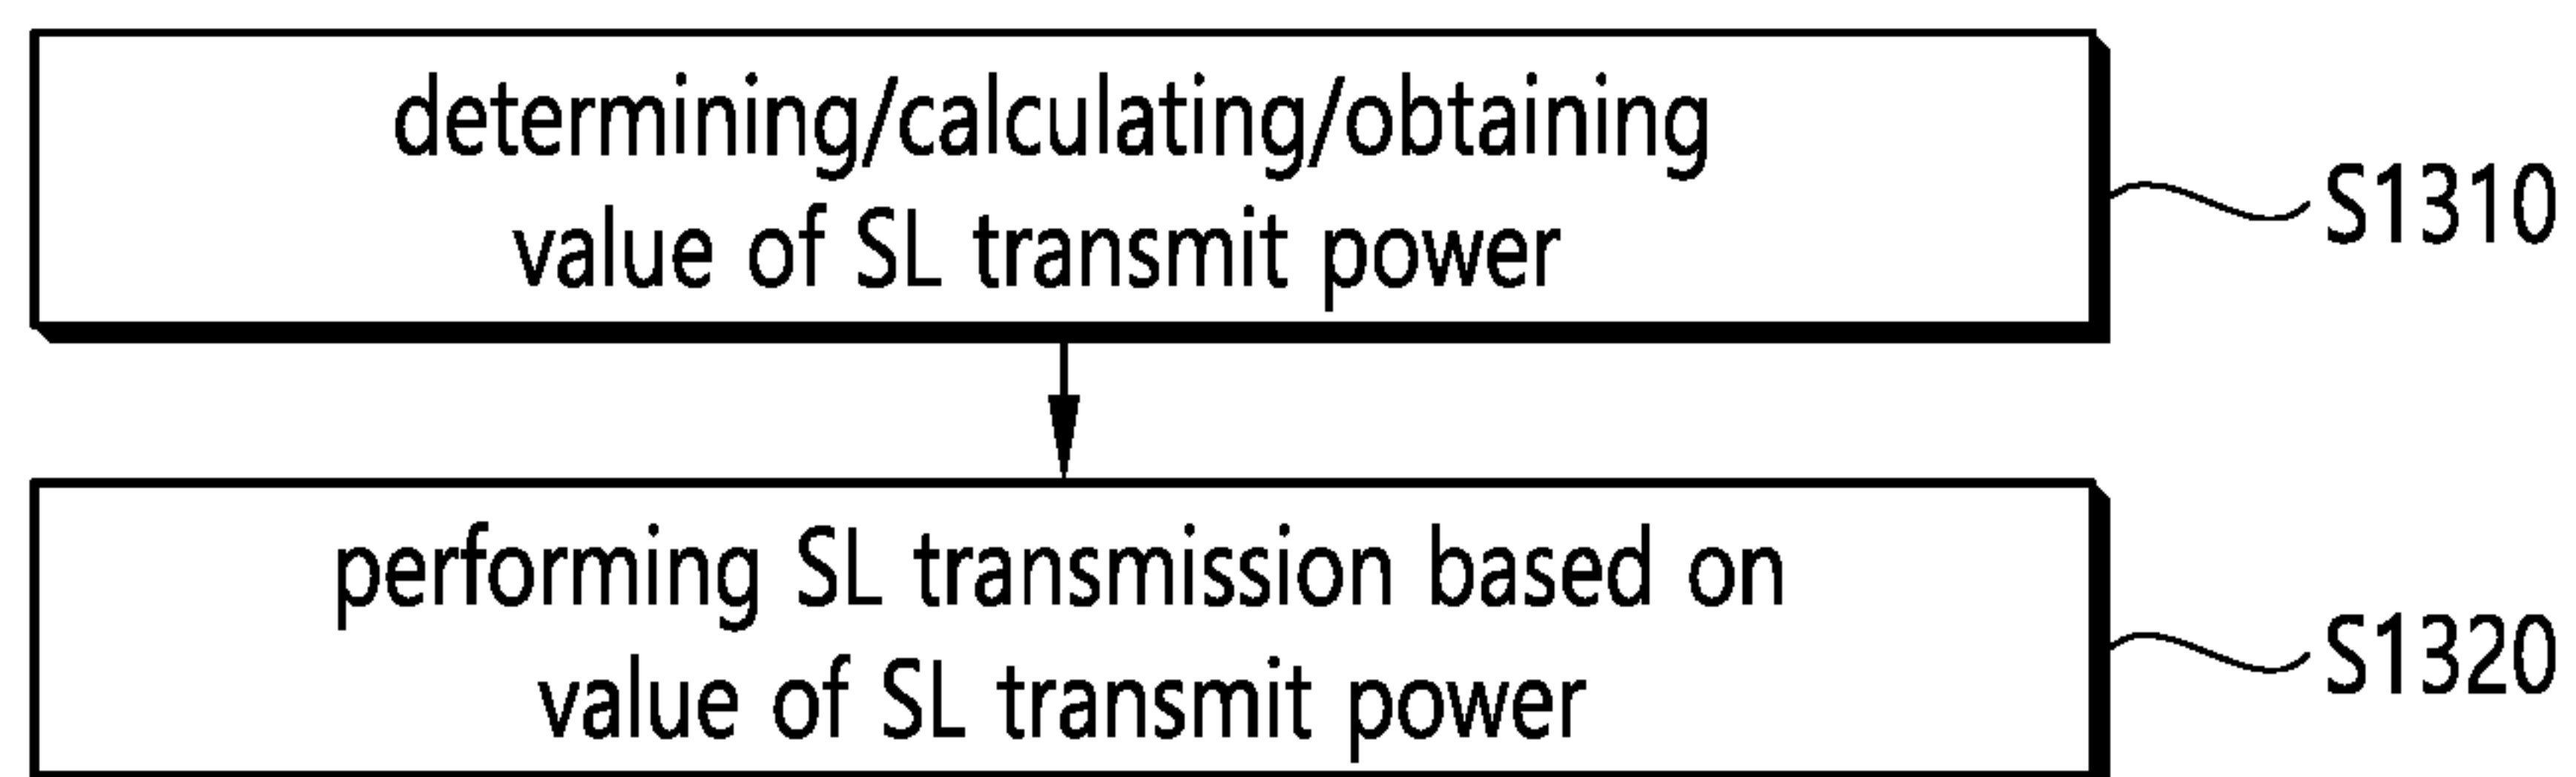 determining/calculating/obtaining
value of SL transmit power
S1310
performing SL transmission based on
value of SL transmit power
S1320